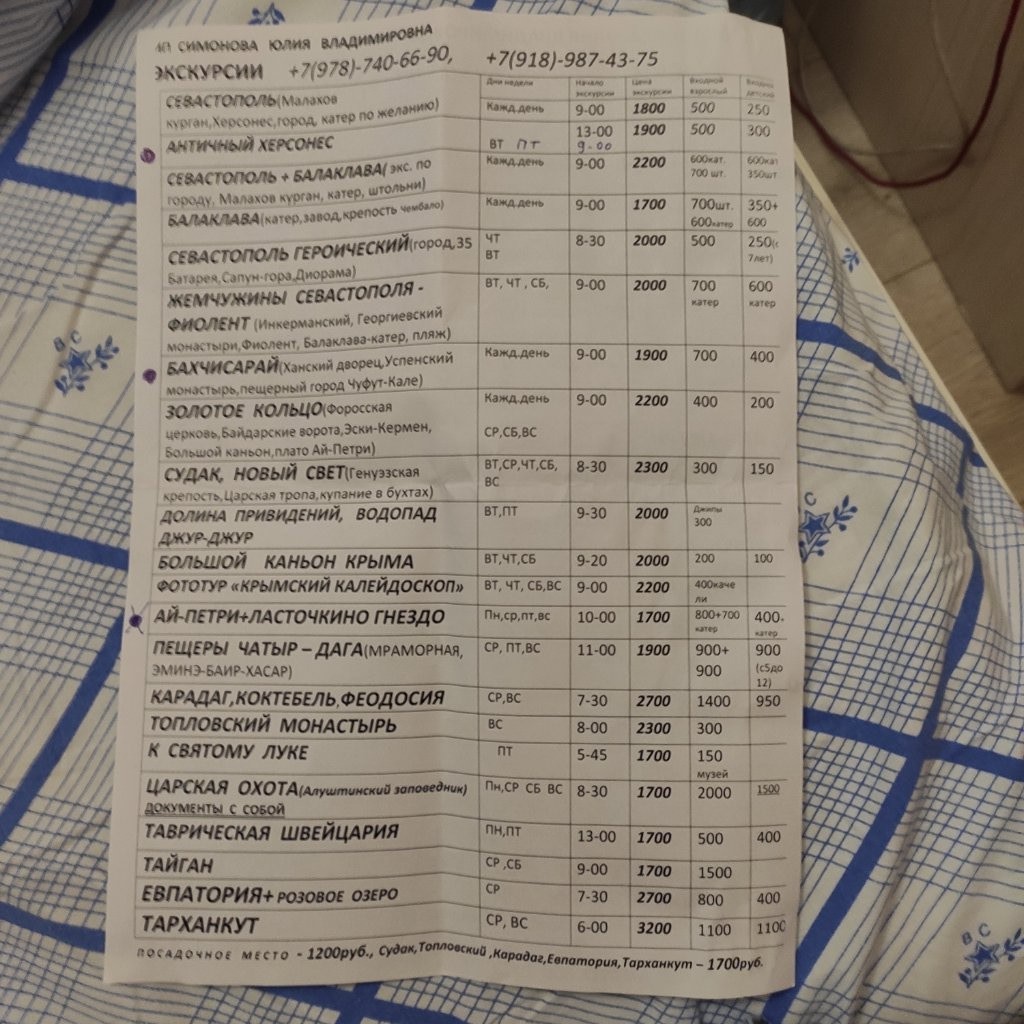 ИП СИМОНОВА ЮЛИЯ ВЛАДИМИРОВНА
ЭКСКУРСИИ +7(978)-740-66-90, +7(918)-987-43-75
Дни недели Начало экскурсии Цена экскурсии Входной взрослый
СЕВАСТОПОЛЬ(Малахов Кажд.день 9-00 1800 500 250
курган,Херсонес,город, катер по желанию)
АНТИЧНЫЙ ХЕРСОНЕС ВТ ПТ 13-00 1900 500 300
9-00
СЕВАСТОПОЛЬ + БАЛАКЛАВА( экс. по Кажд.день 9-00 2200 600кат. 600кат
городу, Малахов курган, катер, штольни) 700 шт. 350шт
БАЛАКЛАВА(катер,завод,крепость чембало) Кажд.день 9-00 1700 700шт. 350+
600катер 600
СЕВАСТОПОЛЬ ГЕРОИЧЕСКИЙ(город,35 ЧТ 8-30 2000 500 250(с
Батарея,Сапун-гора,Диорама) ВТ 7лет)
ЖЕМЧУЖИНЫ СЕВАСТОПОЛЯ - ВТ, ЧТ , СБ, 9-00 2000 700 600
катер катер
ФИОЛЕНТ (Инкерманский, Георгиевский
монастыри,Фиолент, Балаклава-катер, пляж)
БАХЧИСАРАЙ(Ханский дворец,Успенский Кажд.день 9-00 1900 700 400
монастырь,пещерный город Чуфут-Кале)
ЗОЛОТОЕ КОЛЬЦО(Форосская Кажд.день 9-00 2200 400 200
церковь,Байдарские ворота,Эски-Кермен, СР,СБ,ВС
Большой каньон,плато Ай-Петри)
СУДАК, НОВЫЙ СВЕТ(Генуэзская ВТ,СР,ЧТ,СБ, 8-30 2300 300 150
крепость,Царская тропа,купание в бухтах) ВС
ДОЛИНА ПРИВИДЕНИЙ, ВОДОПАД ВТ,ПТ 9-30 2000 Джипы
ДЖУР-ДЖУР 300
БОЛЬШОЙ КАНЬОН КРЫМА ВТ,ЧТ,СБ 9-20 2000 200 100
ФОТОТУР «КРЫМСКИЙ КАЛЕЙДОСКОП» ВТ, ЧТ, СБ,ВС 9-00 2200 400каче
ли
АЙ-ПЕТРИ+ЛАСТОЧКИНО ГНЕЗДО Пн,ср,пт,вс 10-00 1700 800+700 400.
катер катер
ПЕЩЕРЫ ЧАТЫР – ДАГА(МРАМОРНАЯ, СР, ПТ,ВС 11-00 1900 900+ 900
ЭМИНЭ-БАИР-ХАСАР) 900 (с5до
12)
КАРАДАГ,КОКТЕБЕЛЬ,ФЕОДОСИЯ СР,ВС 7-30 2700 1400 950
ТОПЛОВСКИЙ МОНАСТЫРЬ ВС 8-00 2300 300
К СВЯТОМУ ЛУКЕ ПТ 5-45 1700 150
музей
ЦАРСКАЯ ОХОТА(Алуштинский заповедник) Пн,СР СБ ВС 8-30 1700 2000 1500
ДОКУМЕНТЫ С СОБОЙ
ТАВРИЧЕСКАЯ ШВЕЙЦАРИЯ ПН,ПТ 13-00 1700 500 400
ТАЙГАН СР ,СБ 9-00 1700 1500
ЕВПАТОРИЯ+ РОЗОВОЕ ОЗЕРО СР 7-30 2700 800 400
ТАРХАНКУТ СР, ВС 6-00 3200 1100 1100
ПОСАДОЧНОЕ МЕСТО - 1200руб., Судак,Топловский ,Карадаг,Евпатория,Тарханкут – 1700руб.
ВС
ВС
ВС